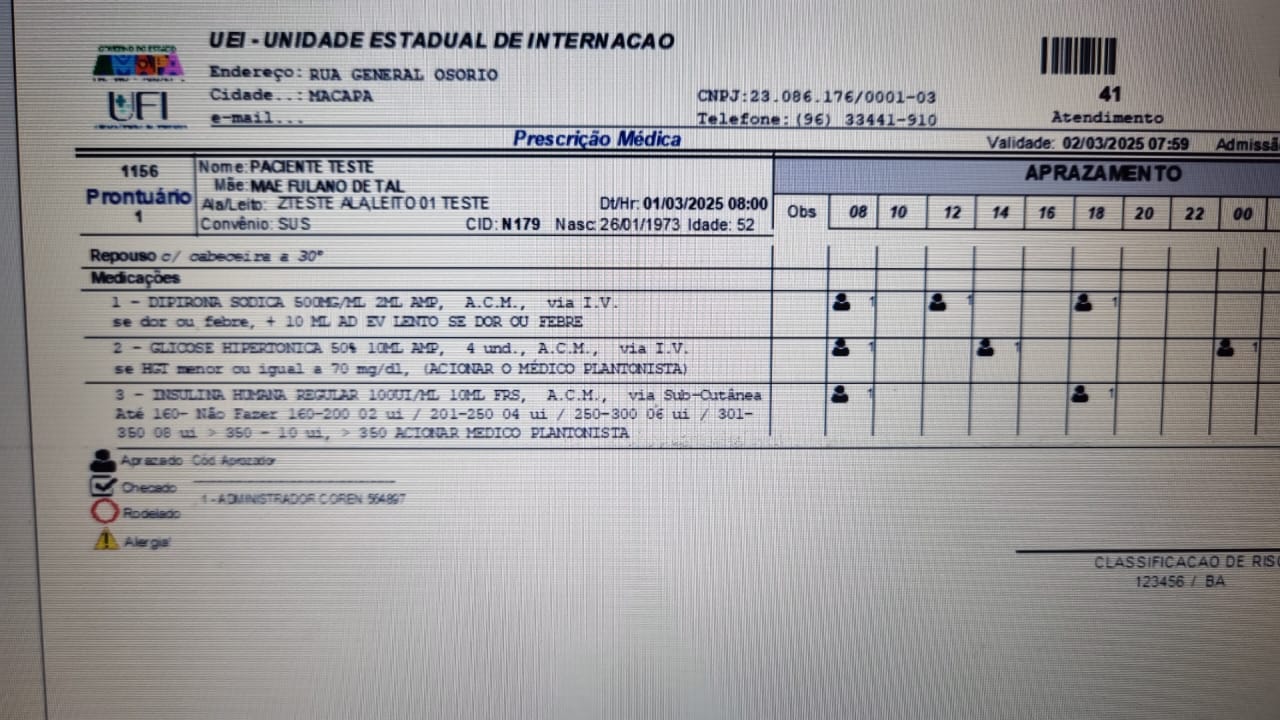 UEI - UNIDADE ESTADUAL DE INTERNACAO
GOVERNO DO ESTADO
AMAPÁ
UEI
Endereço: RUA GENERAL OSORIO
Cidade..: MACAPA
CNPJ:23.086.176/0001-03
e-mail...
Telefone:(96) 33441-910
41
Atendimento
Prescrição Médica
Validade: 02/03/2025 07:59
1156
Prontuário
1
Nome:PACIENTE TESTE
Mãe:MAE FULANO DE TAL
Ala/Leito: ZTESTE ALA,LEITO 01 TESTE
Dt/Hr: 01/03/2025 08:00
Convênio: SUS
CID: N179
Nasc:26/01/1973 Idade: 52
APRAZAMENTO
Obs 08 10 12 14 16 18 20 22 00
Repouso c/ cabeceira a 30º
Medicações
1 - DIPIRONA SODICA 500MG/ML 2ML AMP, A.C.M., via I.V.
1 1 1
se dor ou febre, + 10 ML AD EV LENTO SE DOR OU FEBRE
2 - GLICOSE HIPERTONICA 50% 10ML AMP, 4 und., A.C.M., via I.V.
1 1 1
se HGT menor ou igual a 70 mg/dl, (ACIONAR O MÉDICO PLANTONISTA)
3 - INSULINA HUMANA REGULAR 100UI/ML 10ML FRS, A.C.M., via Sub-Cutânea
1 1
Até 160- Não Fazer 160-200 02 ui / 201-250 04 ui / 250-300 06 ui / 301-
350 08 ui > 350 - 10 ui, > 350 ACIONAR MEDICO PLANTONISTA
Aprazado Cód Aprazador
Checado
1 - ADMINISTRADOR COREN 564897
Rodelado
Alergia!
CLASSIFICACAO DE
123456 / BA